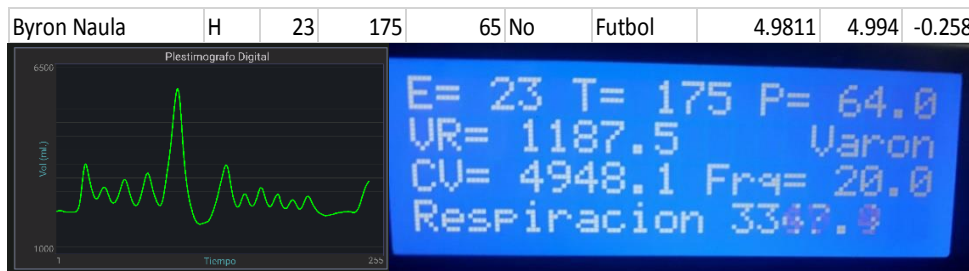 Byron Naula H 23 175 65 No Futbol 4.9811 4.994 -0.258
Plestimografo Digital
6500
Vol (mL)
1000
1 Tiempo 255
E= 23 T= 175 P= 64.0
VR= 1187.5 Varon
CV= 4948.1 Frq= 20.0
Respiracion